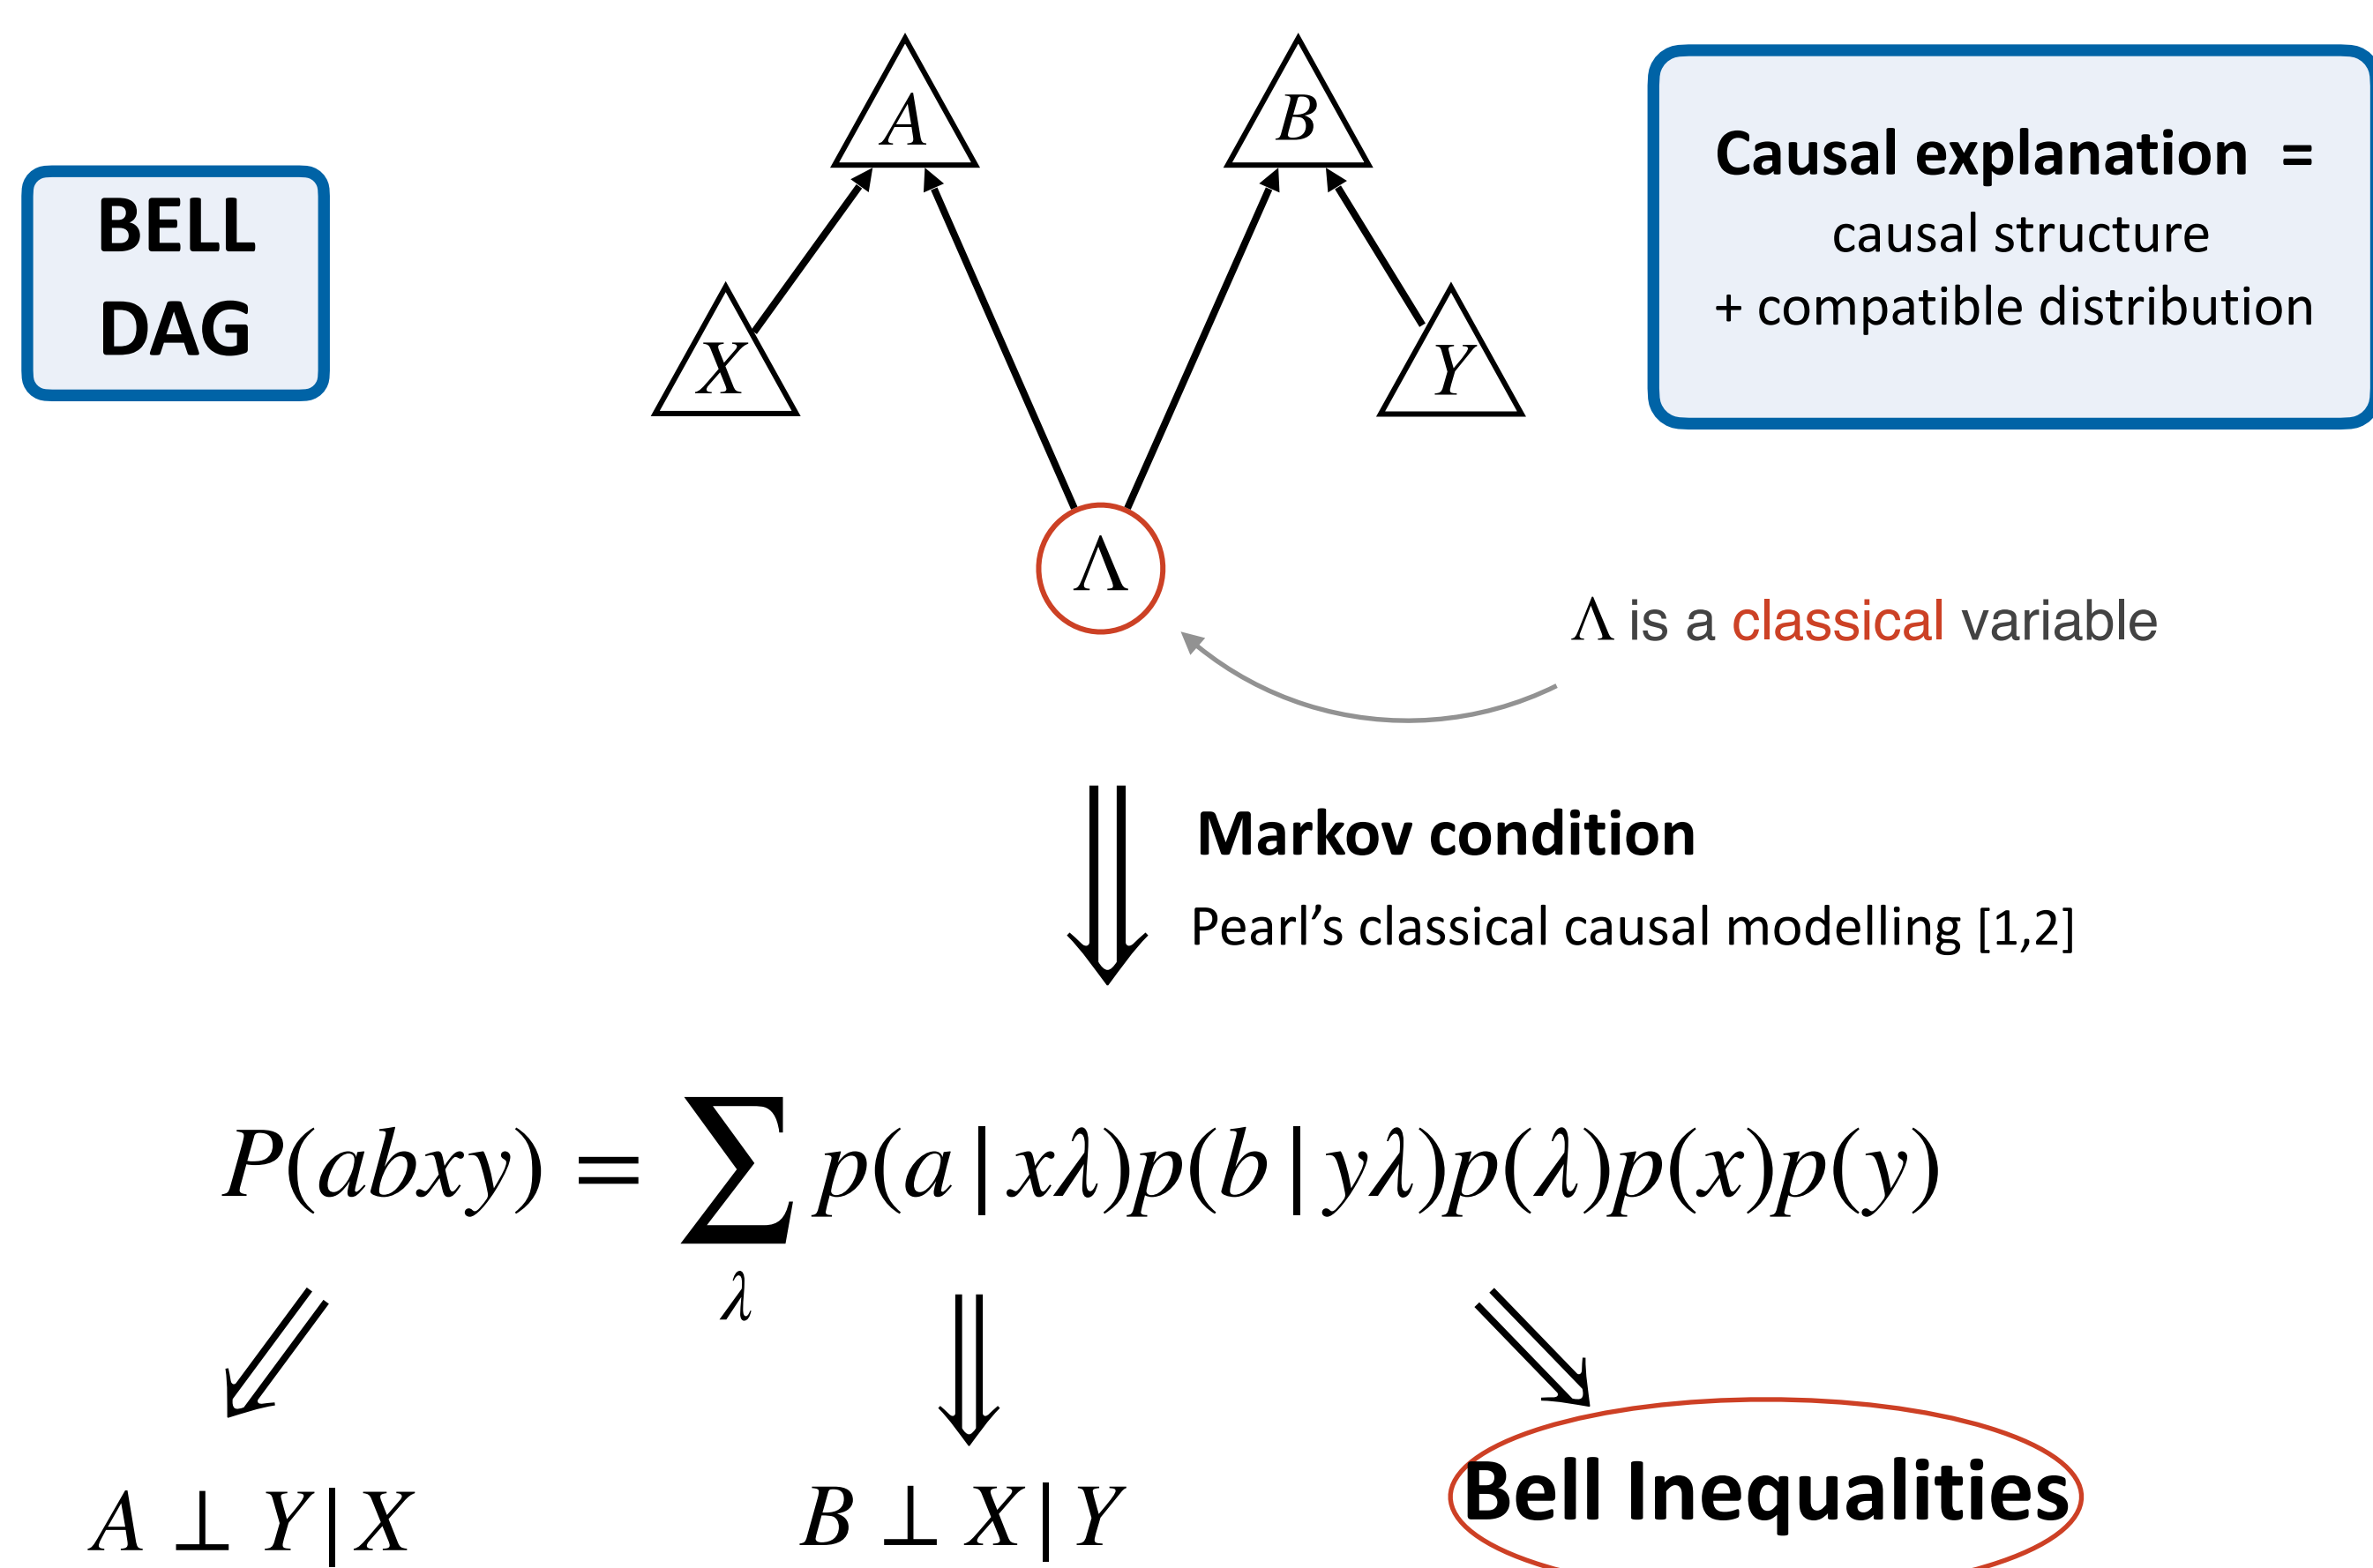 A
B
Causal explanation =
BELL
causal structure
DAG
+ compatible distribution
X
Y
Λ
Λ is a classical variable
Markov condition
Pearl's classical causal modelling [1,2]
P(abxy) = ∑ p(a | xλ)p(b | yλ)p(λ)p(x)p(y)
λ
A ⊥ Y | X
B ⊥ X | Y
Bell Inequalities